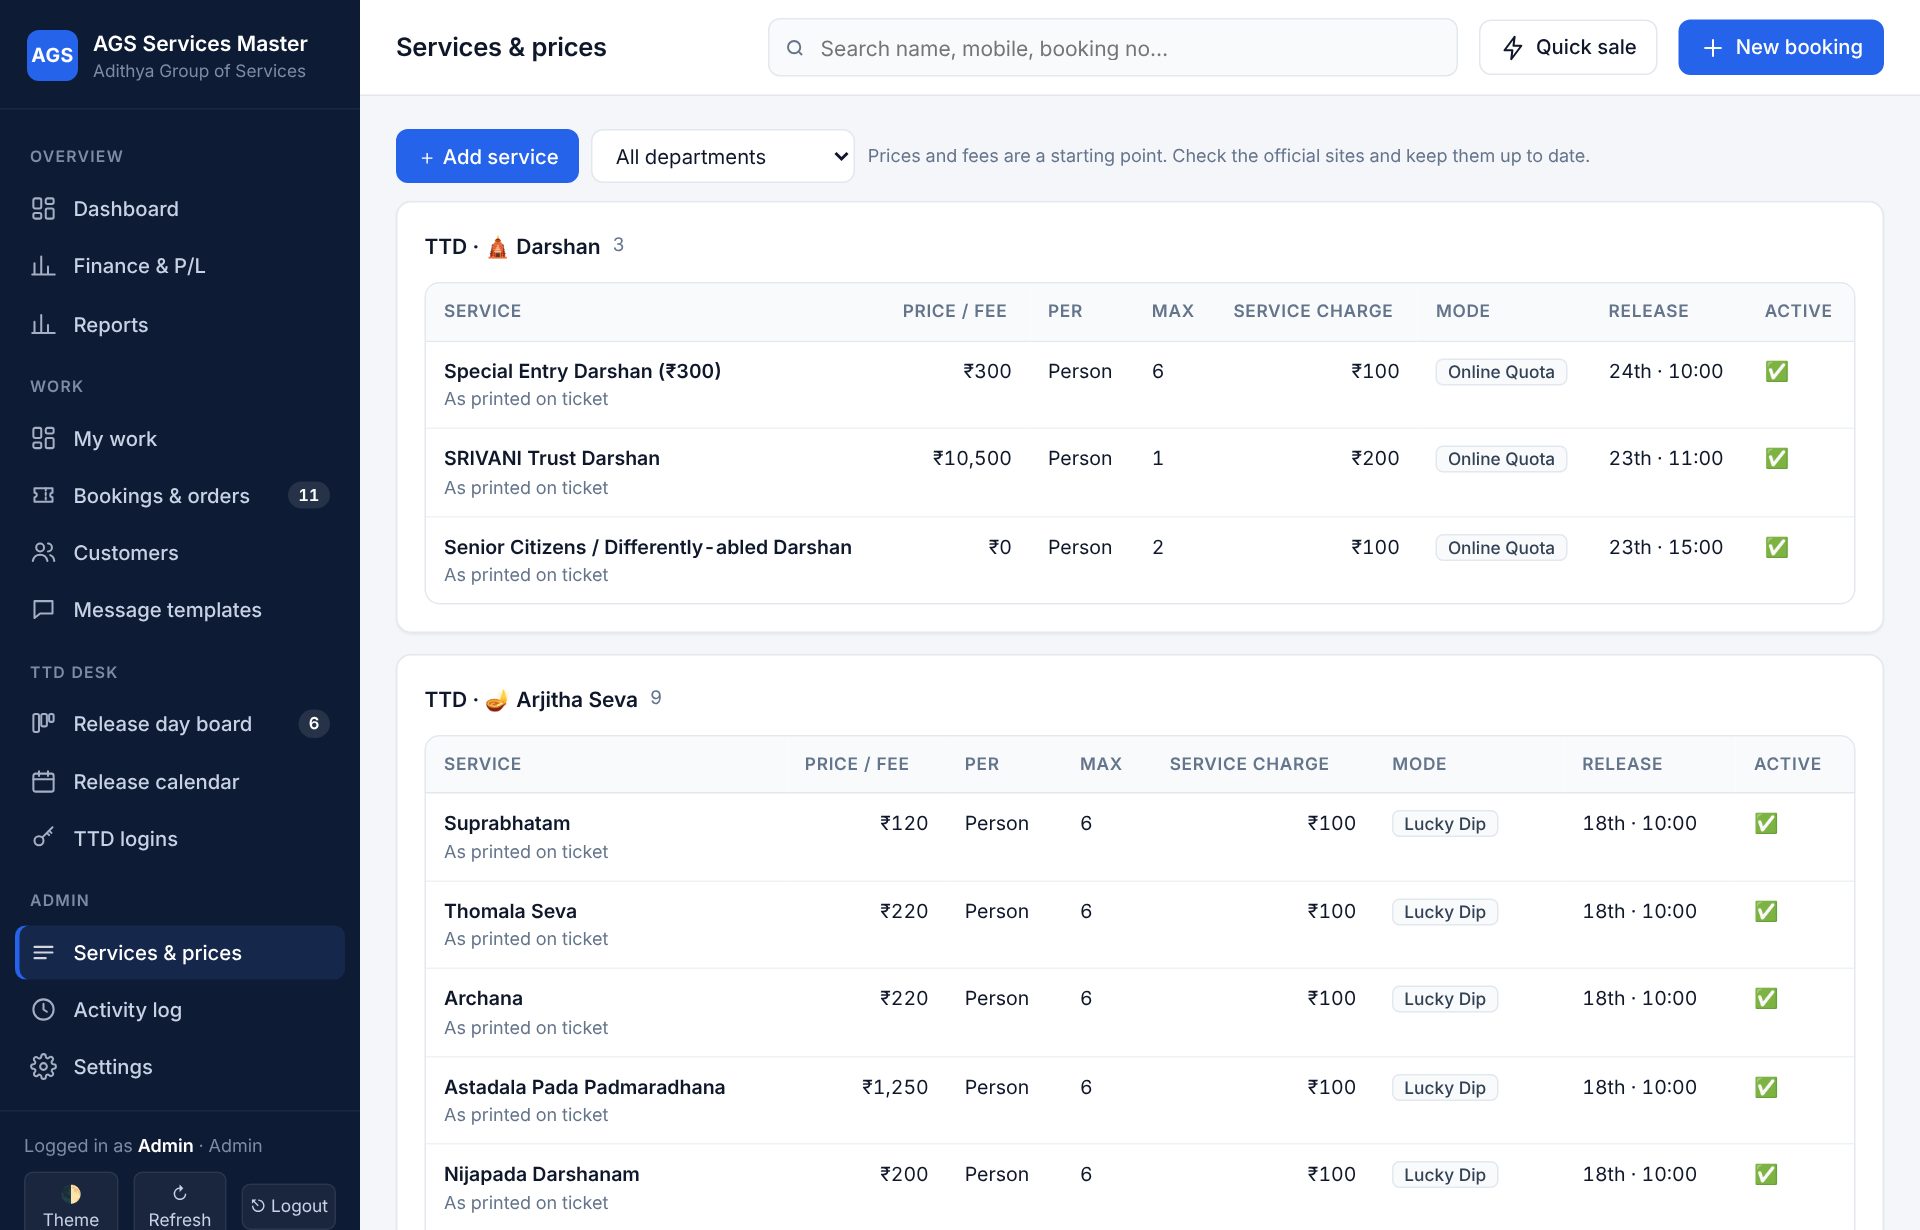 AGS
AGS Services Master
Adithya Group of Services
OVERVIEW
Dashboard
Finance & P/L
Reports
WORK
My work
Bookings & orders 11
Customers
Message templates
TTD DESK
Release day board 6
Release calendar
TTD logins
ADMIN
Services & prices
Activity log
Settings
Logged in as Admin · Admin
Theme
Refresh
Logout
Services & prices
Search name, mobile, booking no...
Quick sale
New booking
+ Add service
All departments
Prices and fees are a starting point. Check the official sites and keep them up to date.
TTD · Darshan 3
SERVICE PRICE / FEE PER MAX SERVICE CHARGE MODE RELEASE ACTIVE
Special Entry Darshan (₹300) ₹300 Person 6 ₹100 Online Quota 24th · 10:00 ✅
As printed on ticket
SRIVANI Trust Darshan ₹10,500 Person 1 ₹200 Online Quota 23th · 11:00 ✅
As printed on ticket
Senior Citizens / Differently-abled Darshan ₹0 Person 2 ₹100 Online Quota 23th · 15:00 ✅
As printed on ticket
TTD · Arjitha Seva 9
SERVICE PRICE / FEE PER MAX SERVICE CHARGE MODE RELEASE ACTIVE
Suprabhatam ₹120 Person 6 ₹100 Lucky Dip 18th · 10:00 ✅
As printed on ticket
Thomala Seva ₹220 Person 6 ₹100 Lucky Dip 18th · 10:00 ✅
As printed on ticket
Archana ₹220 Person 6 ₹100 Lucky Dip 18th · 10:00 ✅
As printed on ticket
Astadala Pada Padmaradhana ₹1,250 Person 6 ₹100 Lucky Dip 18th · 10:00 ✅
As printed on ticket
Nijapada Darshanam ₹200 Person 6 ₹100 Lucky Dip 18th · 10:00 ✅
As printed on ticket